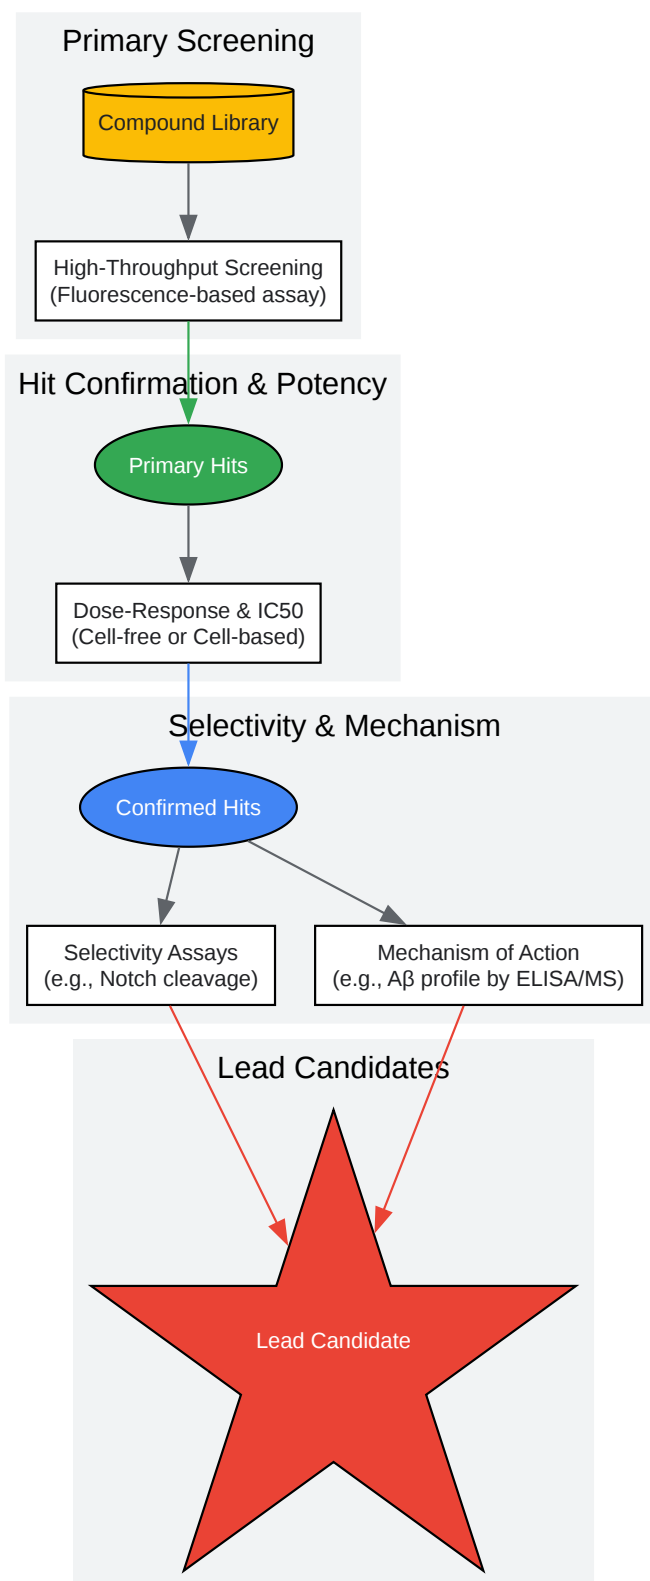 Primary Screening
Compound Library
High-Throughput Screening
(Fluorescence-based assay)
Hit Confirmation & Potency
Primary Hits
Dose-Response & IC50
(Cell-free or Cell-based)
Selectivity & Mechanism
Confirmed Hits
Selectivity Assays
(e.g., Notch cleavage)
Mechanism of Action
(e.g., Aβ profile by ELISA/MS)
Lead Candidates
Lead Candidate